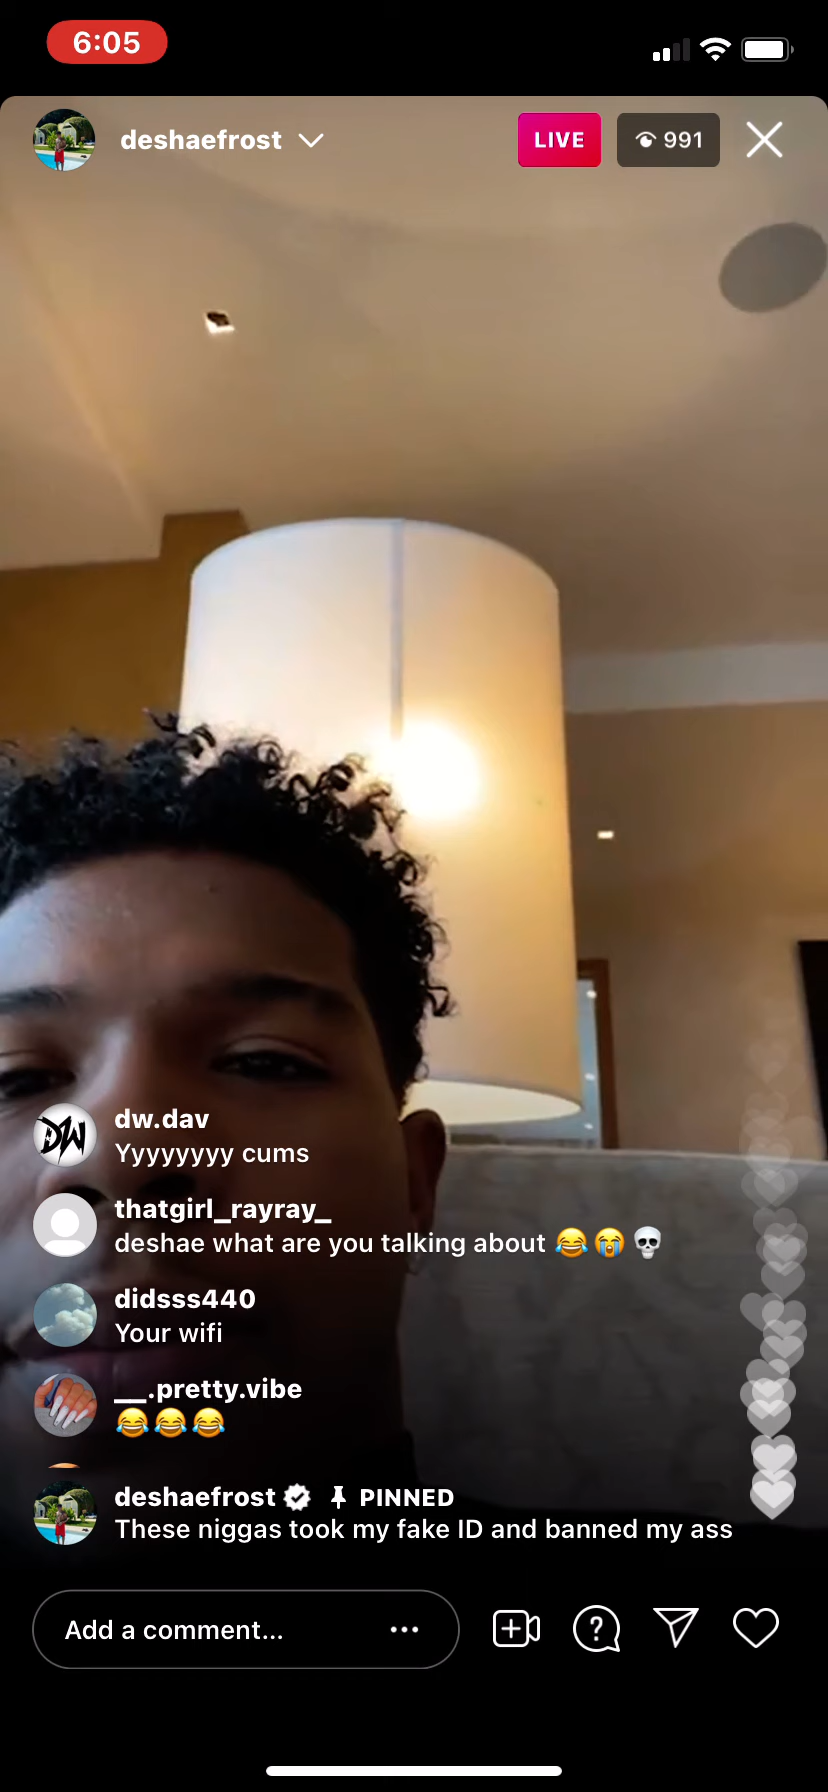 6:05
deshaefrost
LIVE
991
DW
dw.dav
Yyyyyyyy cums
thatgirl_rayray_
deshae what are you talking about 😂😭💀
didsss440
Your wifi
__.pretty.vibe
😂😂😂
deshaefrost PINNED
These niggas took my fake ID and banned my ass
Add a comment...